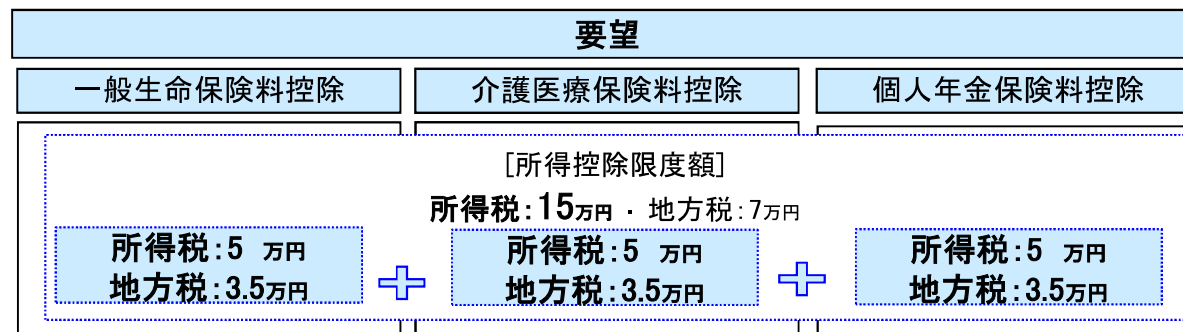 要望
一般生命保険料控除
介護医療保険料控除
個人年金保険料控除
[所得控除限度額]
所得税:15万円 ・ 地方税:7万円
所得税:5 万円
地方税:3.5万円
所得税:5 万円
地方税:3.5万円
所得税:5 万円
地方税:3.5万円